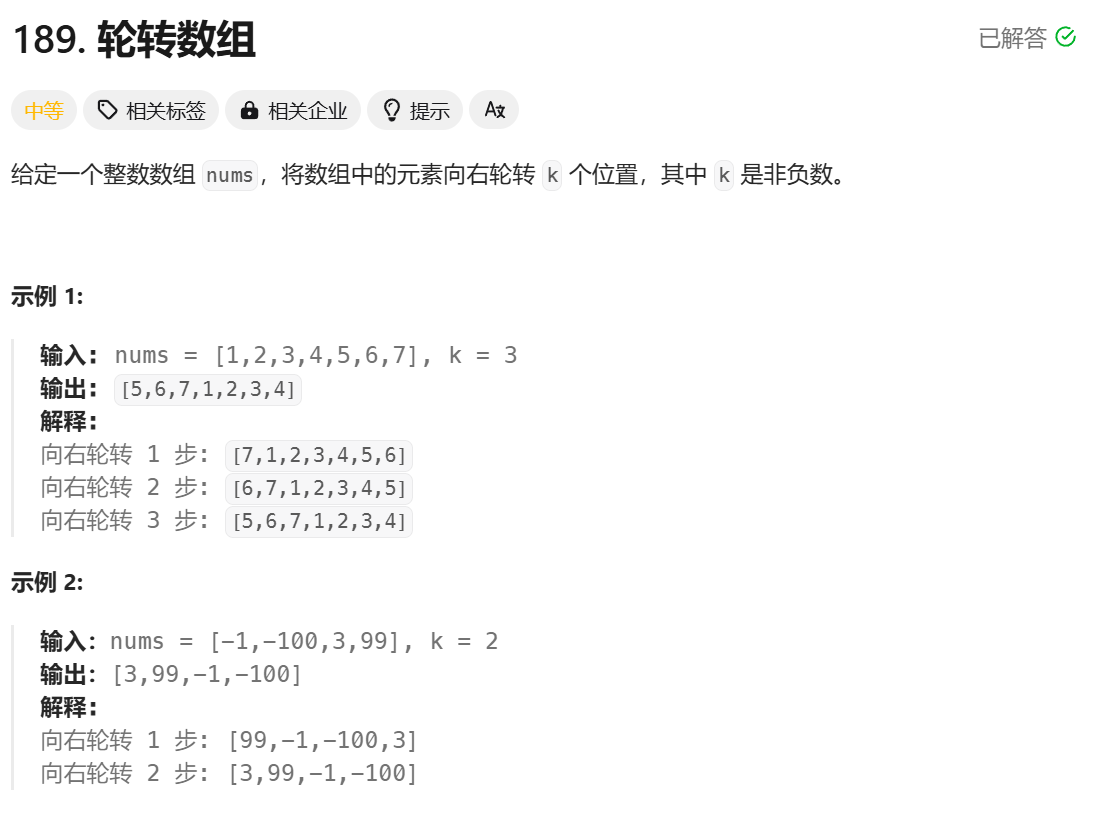 189. 轮转数组
已解答
中等 相关标签 相关企业 提示 Az
给定一个整数数组 nums，将数组中的元素向右轮转 k 个位置，其中 k 是非负数。
示例 1:
输入: nums = [1,2,3,4,5,6,7], k = 3
输出: [5,6,7,1,2,3,4]
解释:
向右轮转 1 步: [7,1,2,3,4,5,6]
向右轮转 2 步: [6,7,1,2,3,4,5]
向右轮转 3 步: [5,6,7,1,2,3,4]
示例 2:
输入：nums = [-1,-100,3,99], k = 2
输出：[3,99,-1,-100]
解释:
向右轮转 1 步: [99,-1,-100,3]
向右轮转 2 步: [3,99,-1,-100]